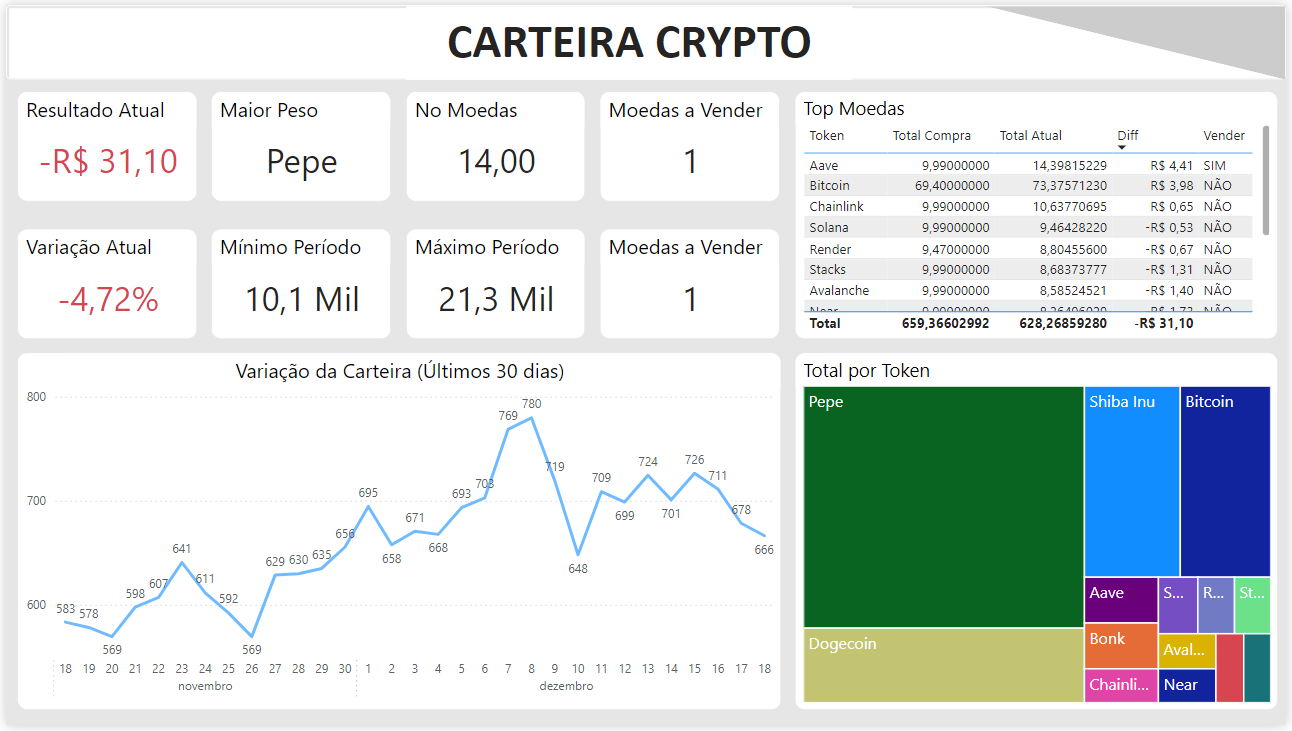 CARTEIRA CRYPTO
Resultado Atual
-R$ 31,10
Maior Peso
Pepe
No Moedas
14,00
Moedas a Vender
1
Variação Atual
-4,72%
Mínimo Período
10,1 Mil
Máximo Período
21,3 Mil
Moedas a Vender
1
Top Moedas
Token Total Compra Total Atual Diff Vender
Aave 9,99000000 14,39815229 R$ 4,41 SIM
Bitcoin 69,40000000 73,37571230 R$ 3,98 NÃO
Chainlink 9,99000000 10,63770695 R$ 0,65 NÃO
Solana 9,99000000 9,46428220 -R$ 0,53 NÃO
Render 9,47000000 8,80455600 -R$ 0,67 NÃO
Stacks 9,99000000 8,68373777 -R$ 1,31 NÃO
Avalanche 9,99000000 8,58524521 -R$ 1,40 NÃO
Near
Total 659,36602992 628,26859280 -R$ 31,10
Variação da Carteira (Últimos 30 dias)
800
700
600
583 578 569 598 607 641 611 592 569 629 630 635 656 695 658 671 668 693 703 769 780 719 648 709 699 724 701 726 711 678 666
18 19 20 21 22 23 24 25 26 27 28 29 30 1 2 3 4 5 6 7 8 9 10 11 12 13 14 15 16 17 18
novembro dezembro
Total por Token
Pepe
Shiba Inu
Bitcoin
Dogecoin
Aave
S...
R...
St...
Bonk
Aval...
Chainli...
Near